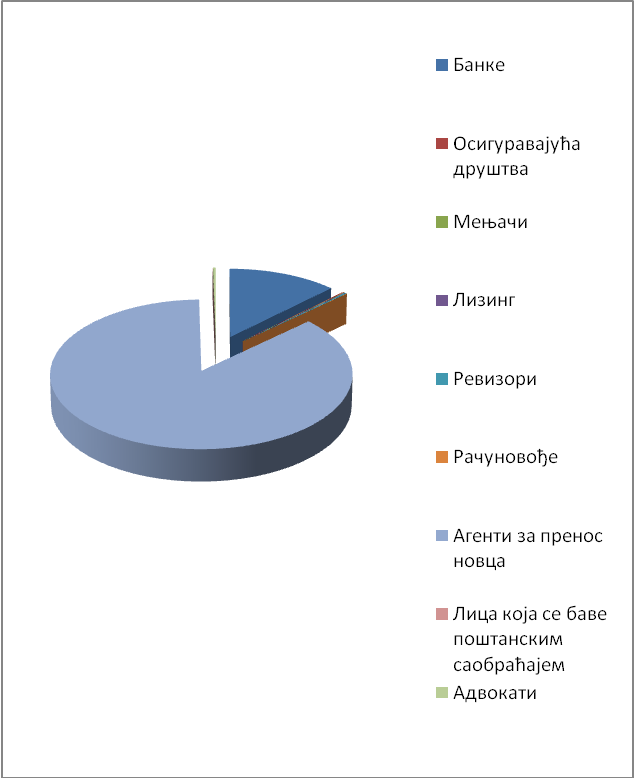 Банке
Осигуравајућа
друштва
Мењачи
Лизинг
Ревизори
Рачуновође
Агенти за пренос
новца
Лица која се баве
поштанским
саобраћајем
Адвокати